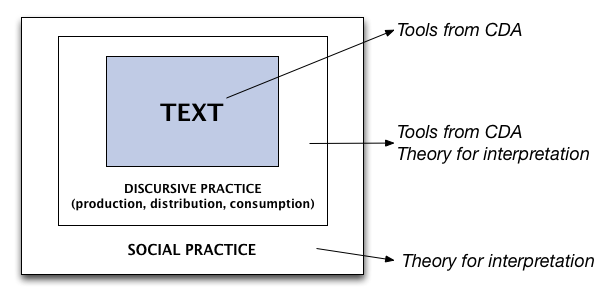 Tools from CDA
TEXT
Tools from CDA
Theory for interpretation
DISCURSIVE PRACTICE
(production, distribution, consumption)
SOCIAL PRACTICE
Theory for interpretation